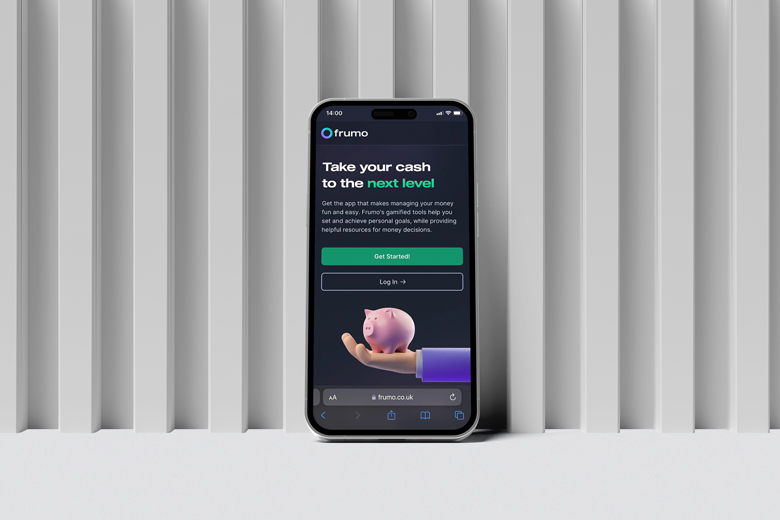 14:00
frumo
Take your cash
to the next level
Get the app that makes managing your money
fun and easy. Frumo's gamified tools help you
set and achieve personal goals, while providing
helpful resources for money decisions.
Get Started!
Log In →
AA
frumo.co.uk